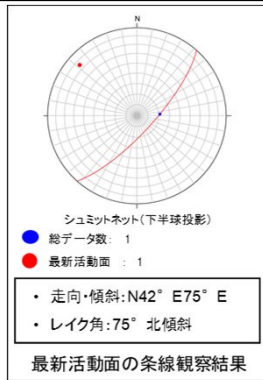 N
シュミットネット(下半球投影)
総データ数: 1
最新活動面 : 1
• 走向・傾斜:N42° E75° E
• レイク角:75° 北傾斜
最新活動面の条線観察結果